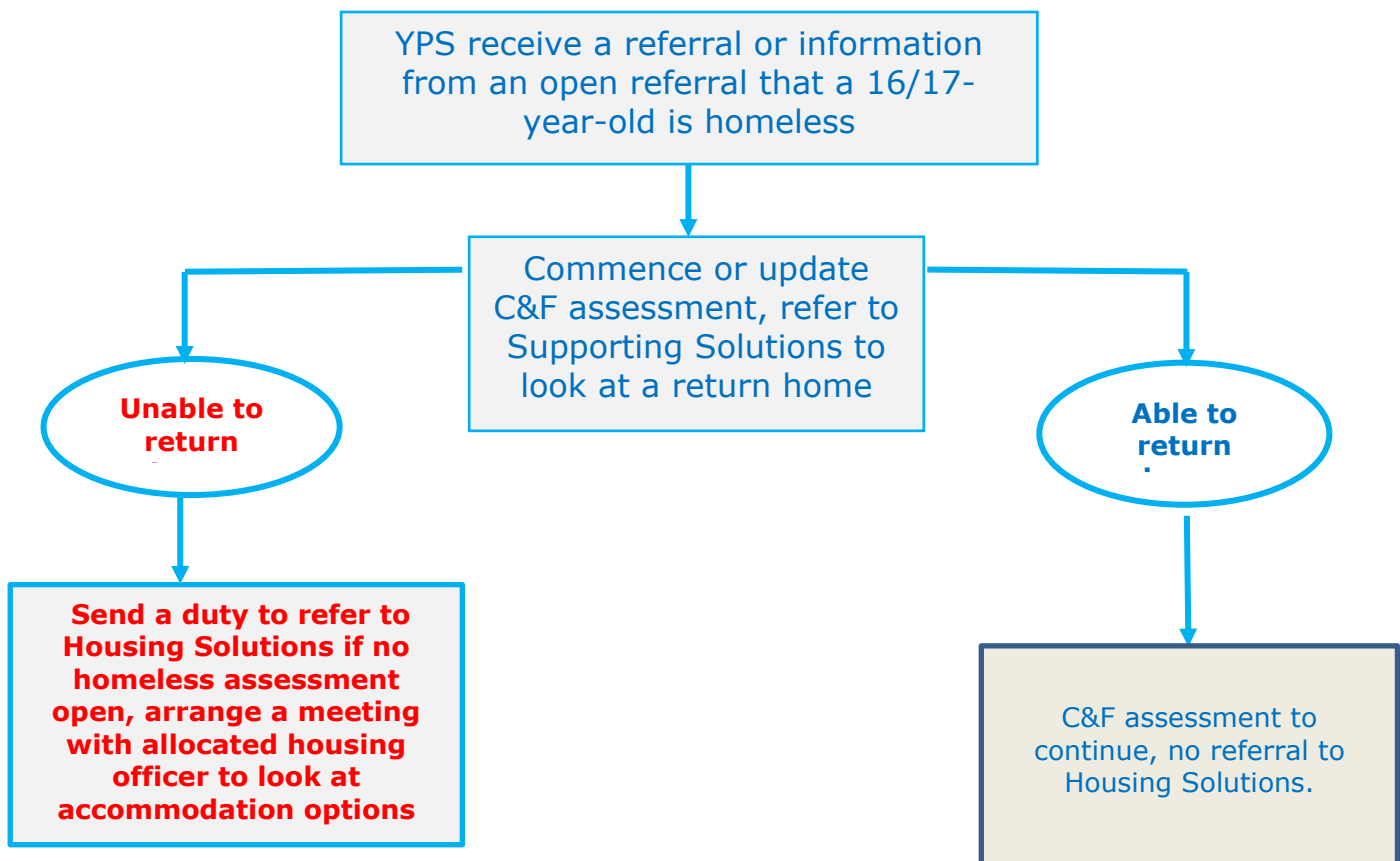 YPS receive a referral or information
from an open referral that a 16/17-
year-old is homeless
Commence or update
C&F assessment, refer to
Supporting Solutions to
look at a return home
Unable to
return
Able to
return
Send a duty to refer to
Housing Solutions if no
homeless assessment
open, arrange a meeting
with allocated housing
officer to look at
accommodation options
C&F assessment to
continue, no referral to
Housing Solutions.